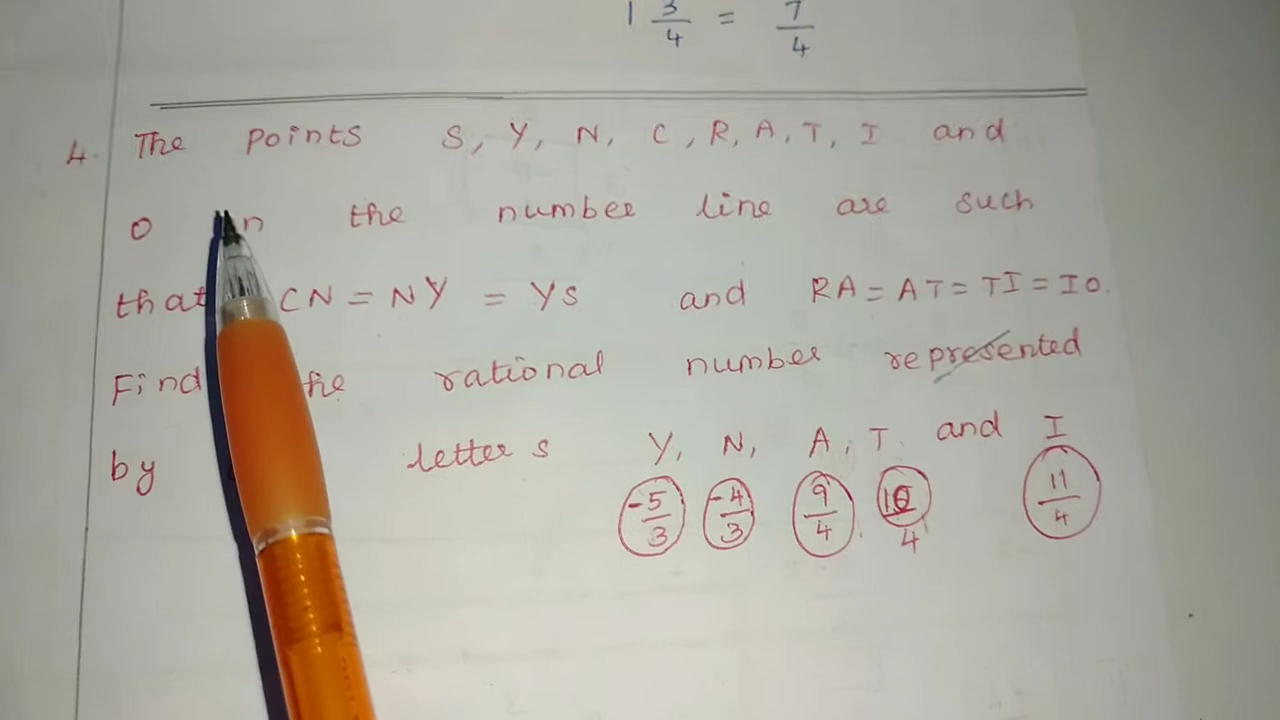 1 3/4 = 7/4
4. The points S, Y, N, C, R, A, T, I and
O the number line are such
that CN = NY = YS and RA = AT = TI = IO.
Find rational number represented
by letters Y, N, A, T and I
-5/3 -4/3 9/4 10/4 11/4